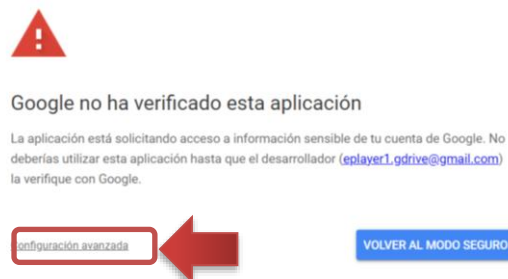 Google no ha verificado esta aplicación
La aplicación está solicitando acceso a información sensible de tu cuenta de Google. No
deberías utilizar esta aplicación hasta que el desarrollador (eplayer1.gdrive@gmail.com)
la verifique con Google.
Configuración avanzada
VOLVER AL MODO SEGURO